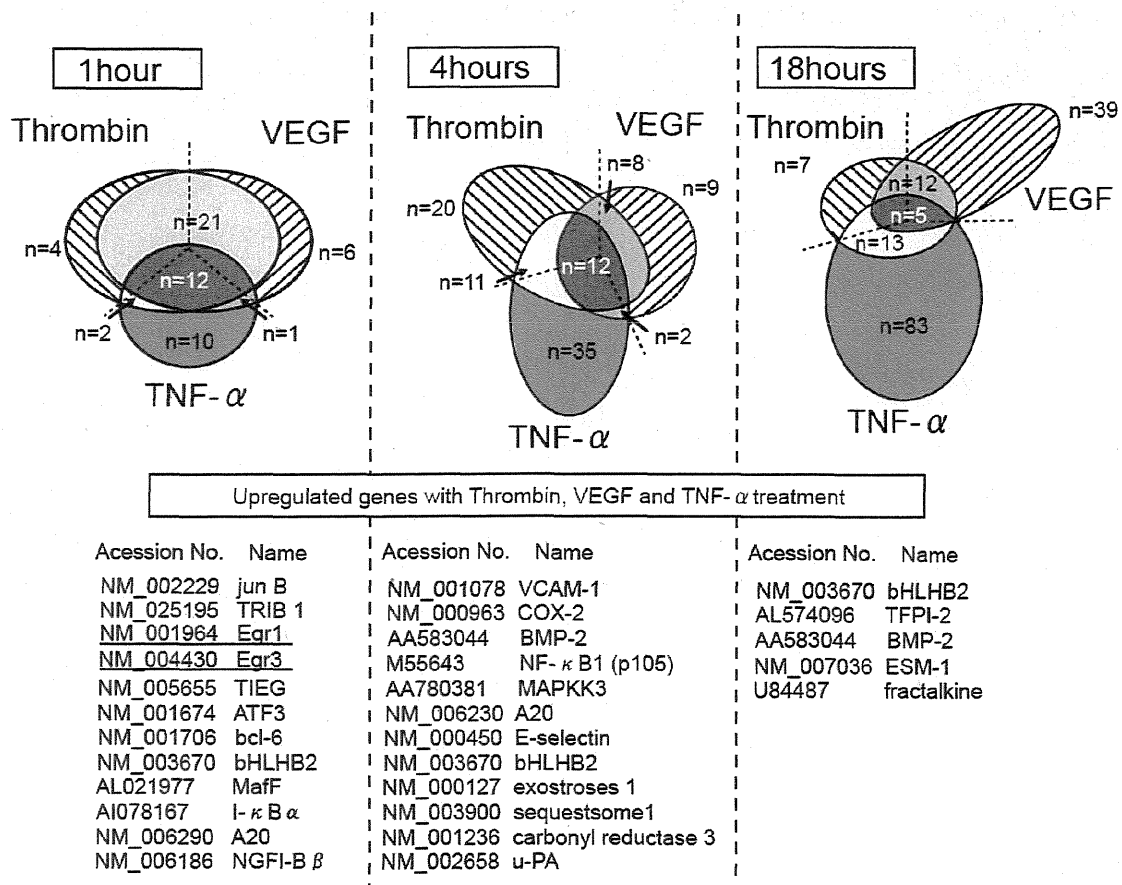 1hour
Thrombin
VEGF
n=21
n=4
n=6
n=12
n=2
n=1
n=10
TNF-α
4hours
Thrombin
VEGF
n=8
n=9
n=20
n=11
n=12
n=2
n=35
TNF-α
18hours
Thrombin
n=39
n=7
n=12
VEGF
n=5
n=13
n=83
TNF-α
Upregulated genes with Thrombin, VEGF and TNF-α treatment
Acession No. Name
NM_002229 jun B
NM_025195 TRIB 1
NM_001964 Egr1
NM_004430 Egr3
NM_005655 TIEG
NM_001674 ATF3
NM_001706 bcl-6
NM_003670 bHLHB2
AL021977 MafF
AI078167 I-κBα
NM_006290 A20
NM_006186 NGFI-Bβ
Acession No. Name
NM_001078 VCAM-1
NM_000963 COX-2
AA583044 BMP-2
M55643 NF-κB1 (p105)
AA780381 MAPKK3
NM_006230 A20
NM_000450 E-selectin
NM_003670 bHLHB2
NM_000127 exostroses 1
NM_003900 sequestsome1
NM_001236 carbonyl reductase 3
NM_002658 u-PA
Acession No. Name
NM_003670 bHLHB2
AL574096 TFPI-2
AA583044 BMP-2
NM_007036 ESM-1
U84487 fractalkine